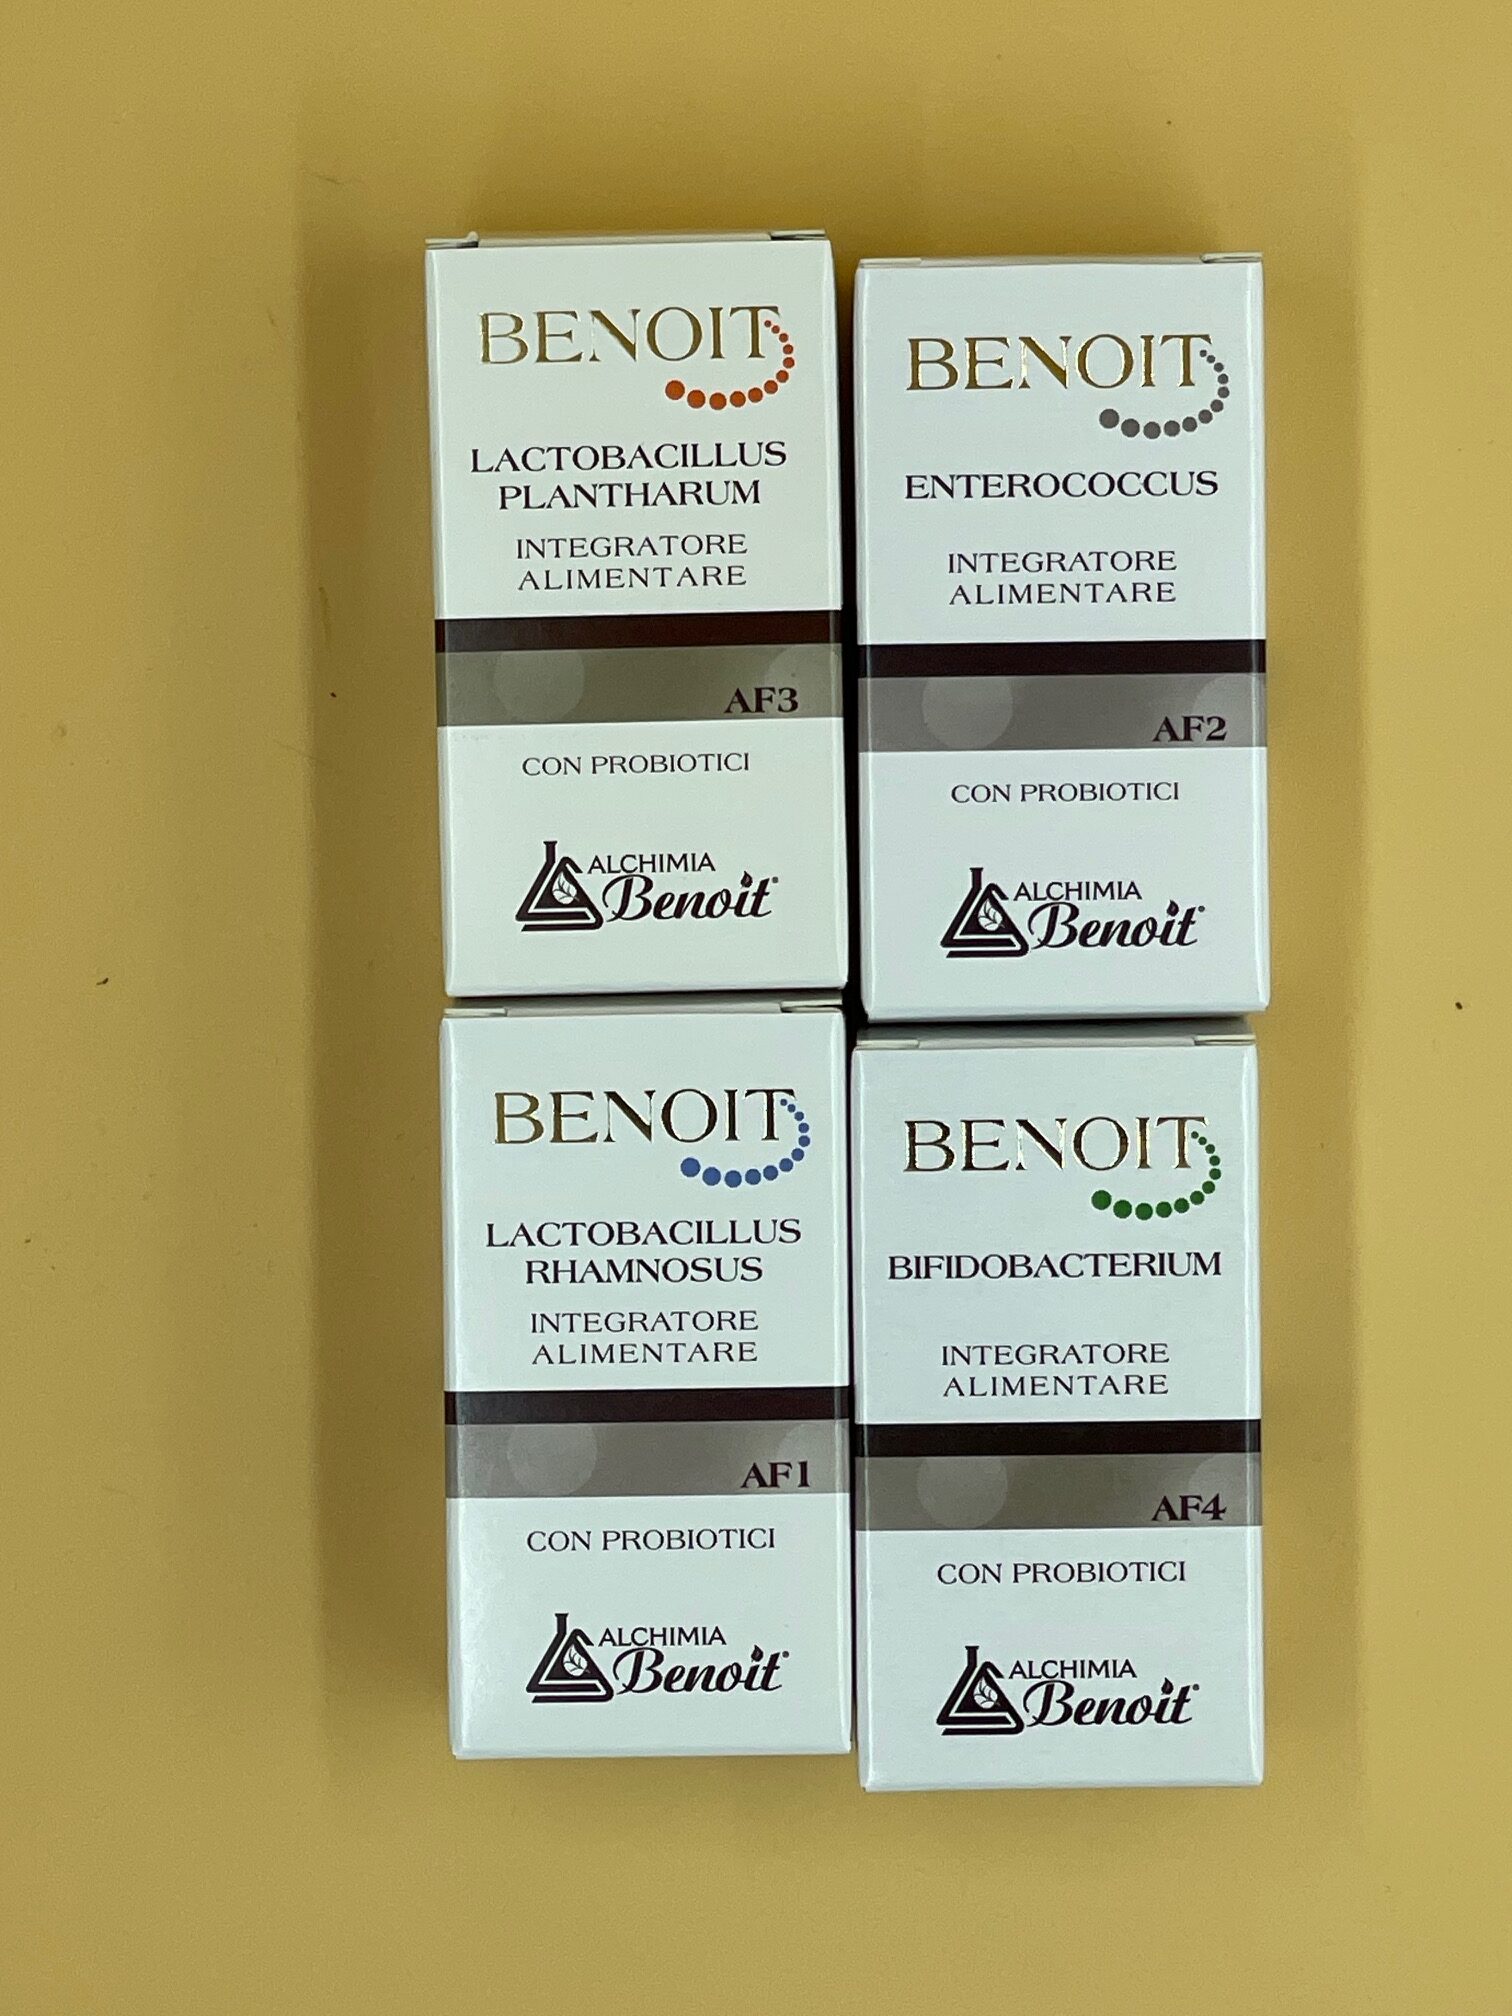 BENOIT
LACTOBACILLUS
PLANTHARUM
INTEGRATORE
ALIMENTARE
AF3
CON PROBIOTICI
ALCHIMIA
Benoit
BENOIT
ENTEROCOCCUS
INTEGRATORE
ALIMENTARE
AF2
CON PROBIOTICI
ALCHIMIA
Benoit
BENOIT
LACTOBACILLUS
RHAMNOSUS
INTEGRATORE
ALIMENTARE
AF1
CON PROBIOTICI
ALCHIMIA
Benoit
BENOIT
BIFIDOBACTERIUM
INTEGRATORE
ALIMENTARE
AF4
CON PROBIOTICI
ALCHIMIA
Benoit